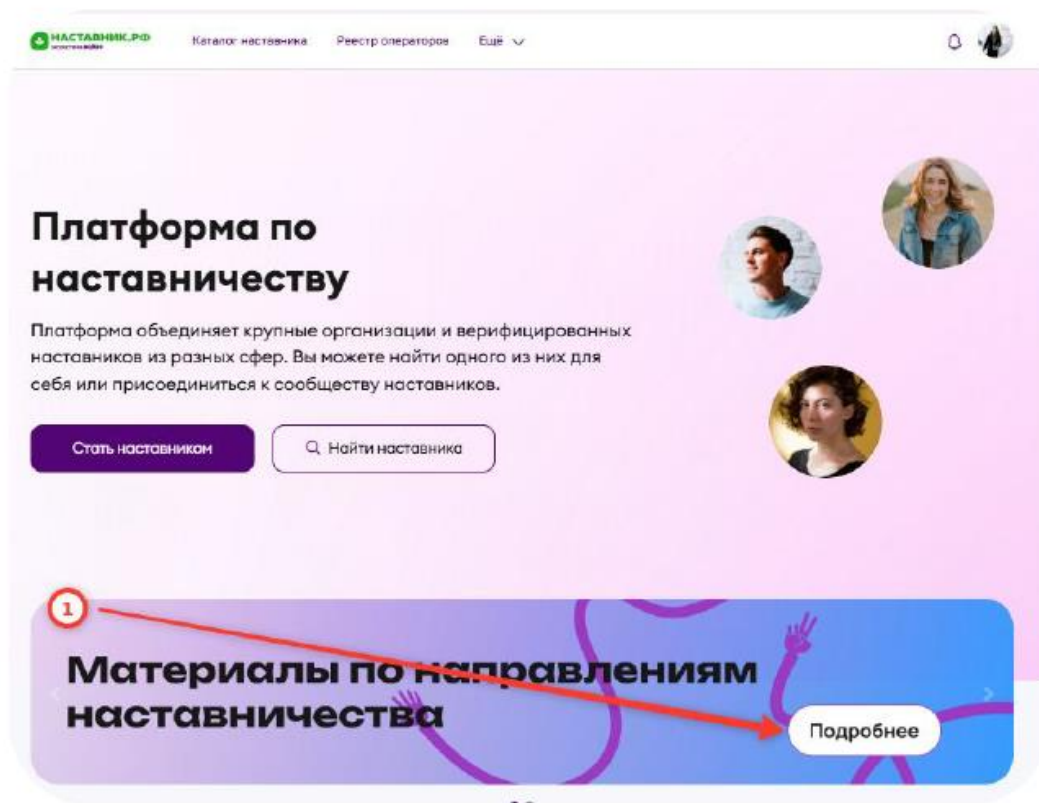 НАСТАВНИК.РФ
Каталог наставника
Реестр операторов
Ещё
Платформа по
наставничеству
Платформа объединяет крупные организации и верифицированных
наставников из разных сфер. Вы можете найти одного из них для
себя или присоединиться к сообществу наставников.
Стать наставником
Найти наставника
1
Материалы по направлениям
наставничества
Подробнее